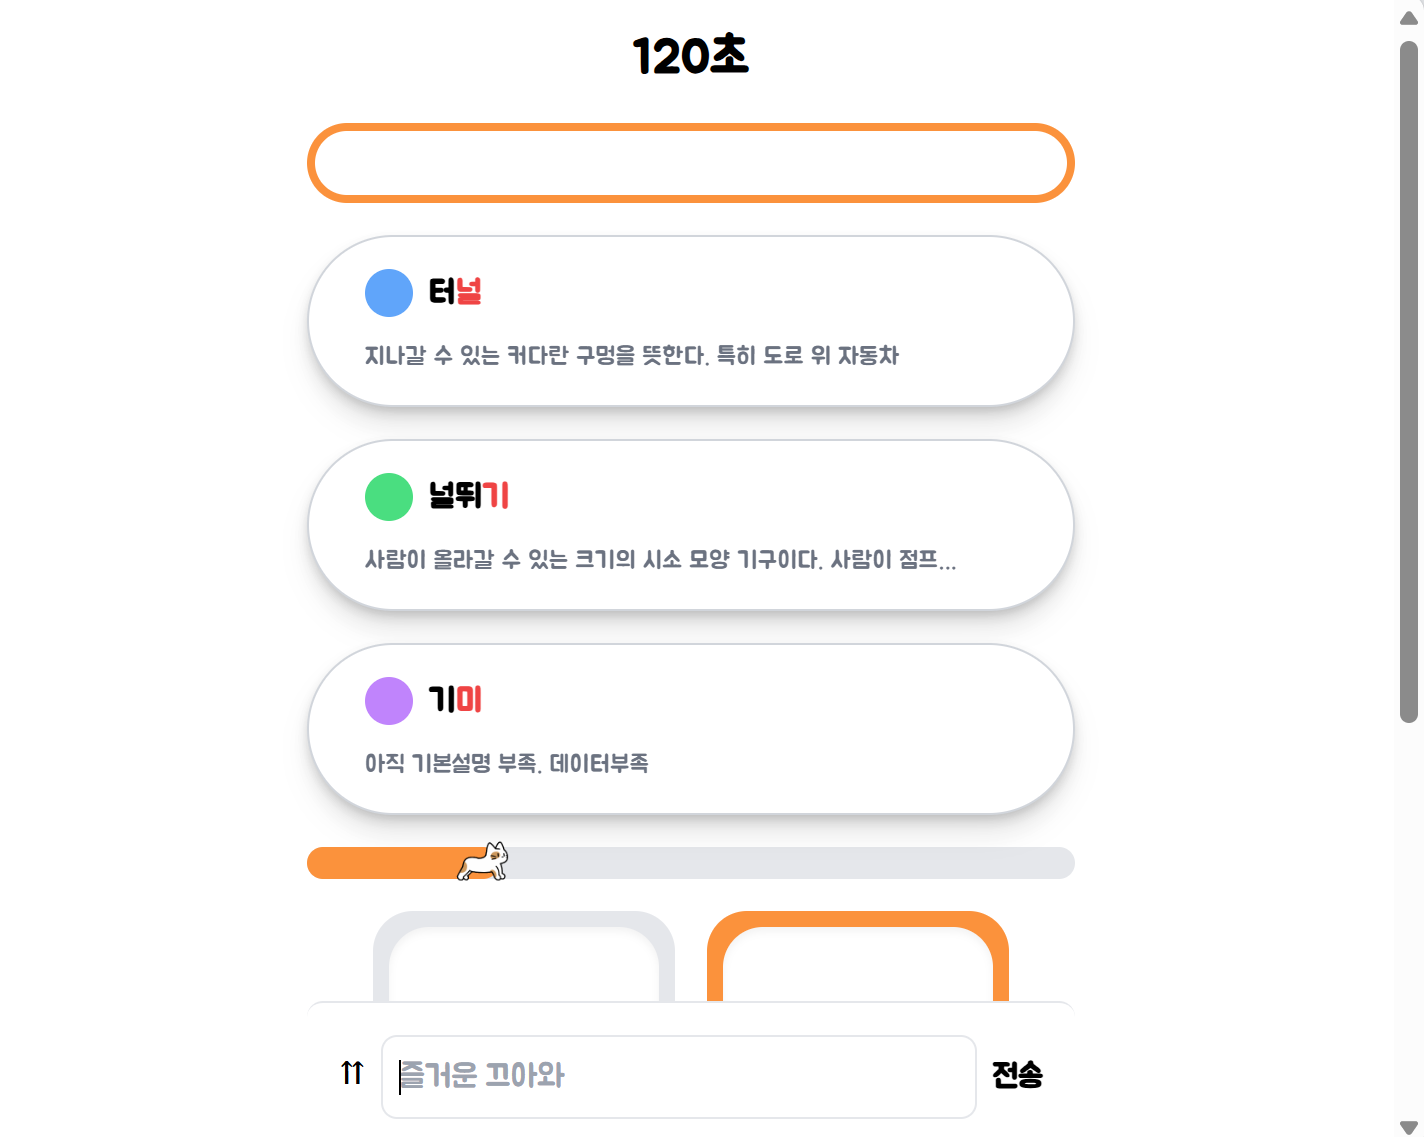 120초
터널
지나갈 수 있는 커다란 구멍을 뜻한다. 특히 도로 위 자동차
널뛰기
사람이 올라갈 수 있는 크기의 시소 모양 기구이다. 사람이 점프...
기미
아직 기본설명 부족. 데이터부족
⇈
즐거운 끄아와
전송